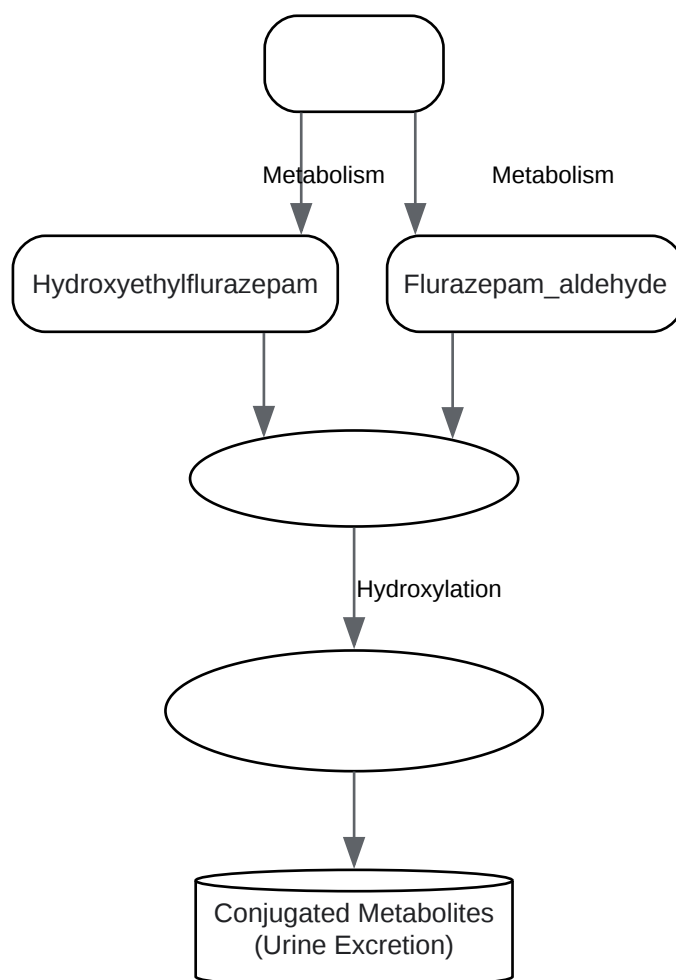 Metabolism
Metabolism
Hydroxyethylflurazepam
Flurazepam_aldehyde
Hydroxylation
Conjugated Metabolites
(Urine Excretion)